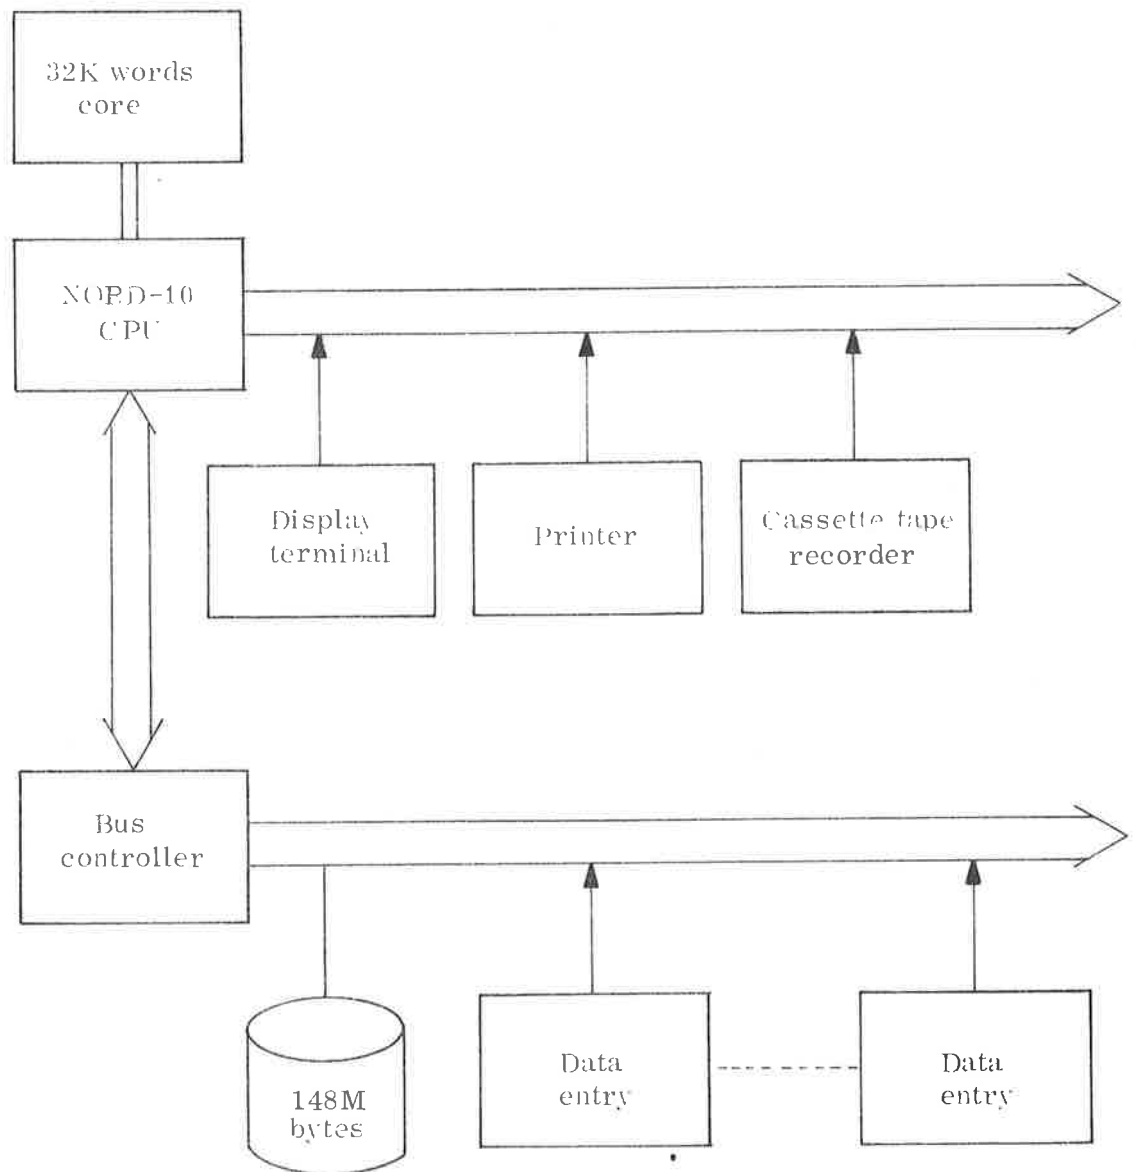 32K words
core
NORD-10
CPU
Display
terminal
Printer
Cassette tape
recorder
Bus
controller
148M
bytes
Data
entry
Data
entry